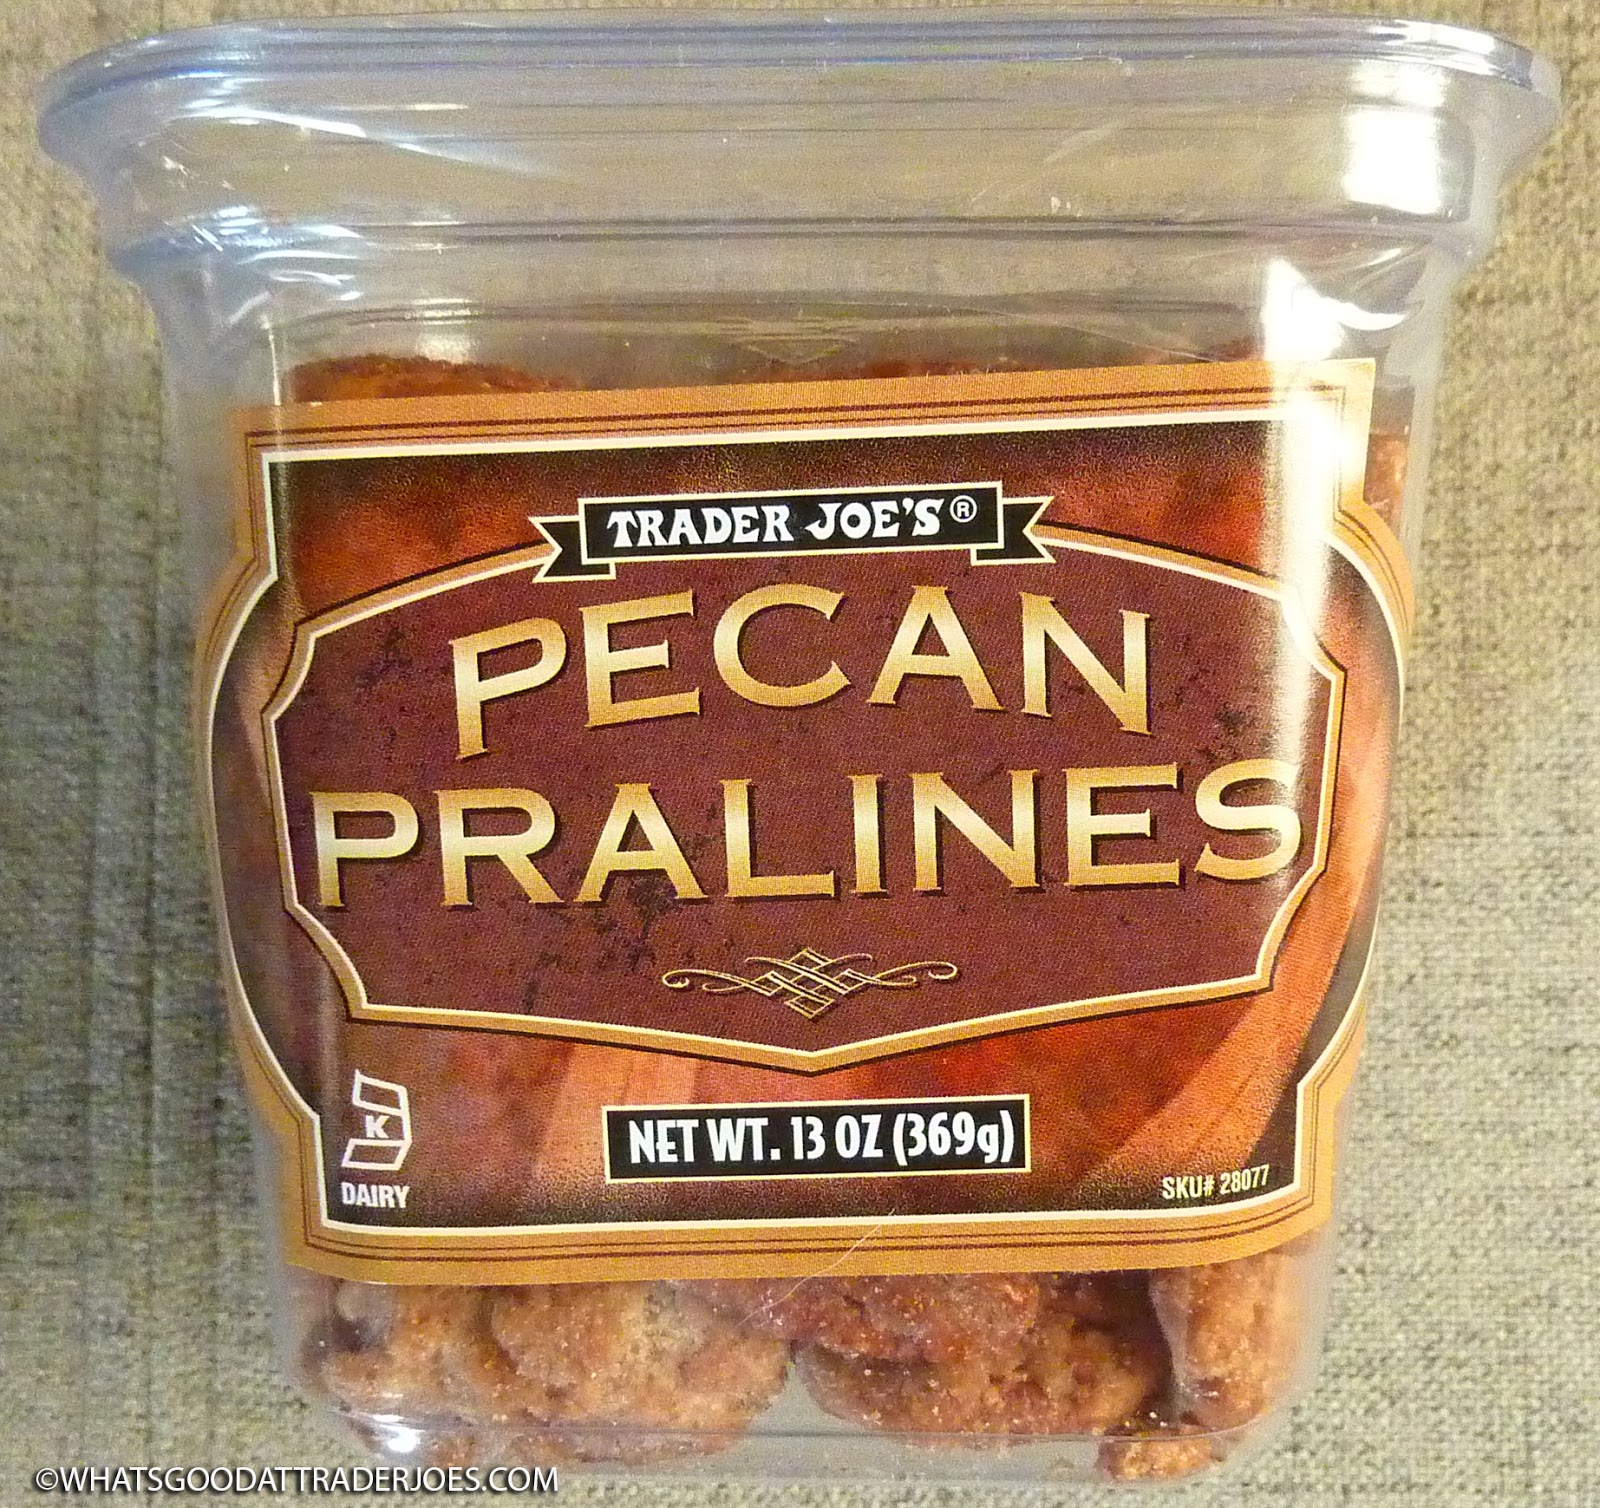 TRADER JOE'S®
PECAN
PRALINES
K
DAIRY
NET WT. 13 OZ (369g)
SKU# 28077
©WHATSGOODATTRADERJOES.COM